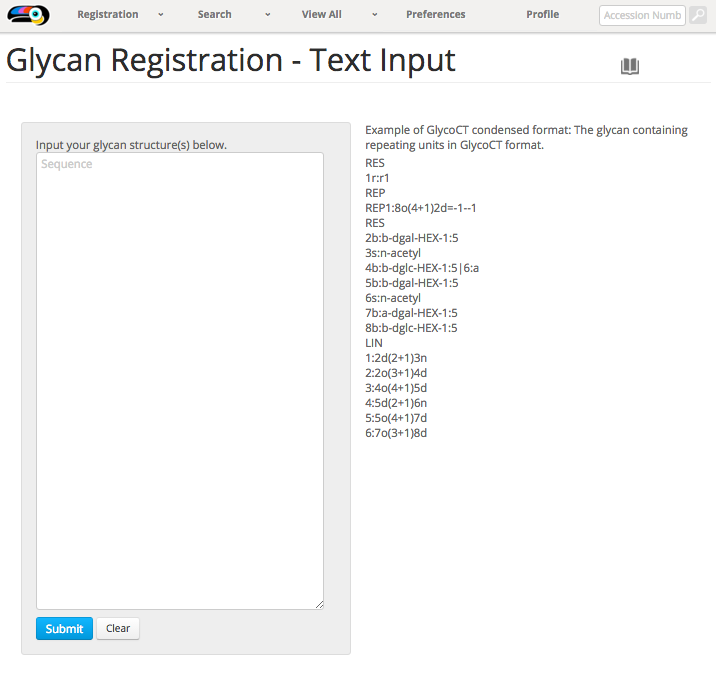 Registration Search View All Preferences Profile Accession Numb
Glycan Registration - Text Input
Input your glycan structure(s) below.
Sequence
Submit Clear
Example of GlycoCT condensed format: The glycan containing
repeating units in GlycoCT format.
RES
1r:r1
REP
REP1:8o(4+1)2d=-1--1
RES
2b:b-dgal-HEX-1:5
3s:n-acetyl
4b:b-dglc-HEX-1:5|6:a
5b:b-dgal-HEX-1:5
6s:n-acetyl
7b:a-dgal-HEX-1:5
8b:b-dglc-HEX-1:5
LIN
1:2d(2+1)3n
2:2o(3+1)4d
3:4o(4+1)5d
4:5d(2+1)6n
5:5o(4+1)7d
6:7o(3+1)8d